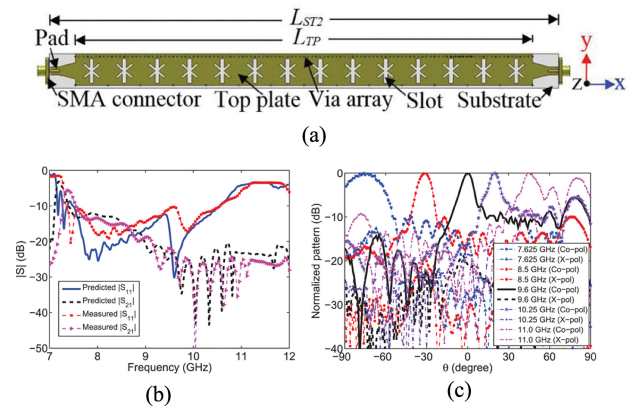 L_ST2
L_TP
Pad
SMA connector
Top plate
Via array
Slot
Substrate
y
z
x
(a)
|S| (dB)
0
-10
-20
-30
-40
-50
7
8
9
10
11
12
Frequency (GHz)
Predicted |S11|
Predicted |S21|
Measured |S11|
Measured |S21|
(b)
Normalized pattern (dB)
0
-10
-20
-30
-40
-90
-60
-30
0
30
60
90
θ (degree)
7.625 GHz (Co-pol)
7.625 GHz (X-pol)
8.5 GHz (Co-pol)
8.5 GHz (X-pol)
9.6 GHz (Co-pol)
9.6 GHz (X-pol)
10.25 GHz (Co-pol)
10.25 GHz (X-pol)
11.0 GHz (Co-pol)
11.0 GHz (X-pol)
(c)